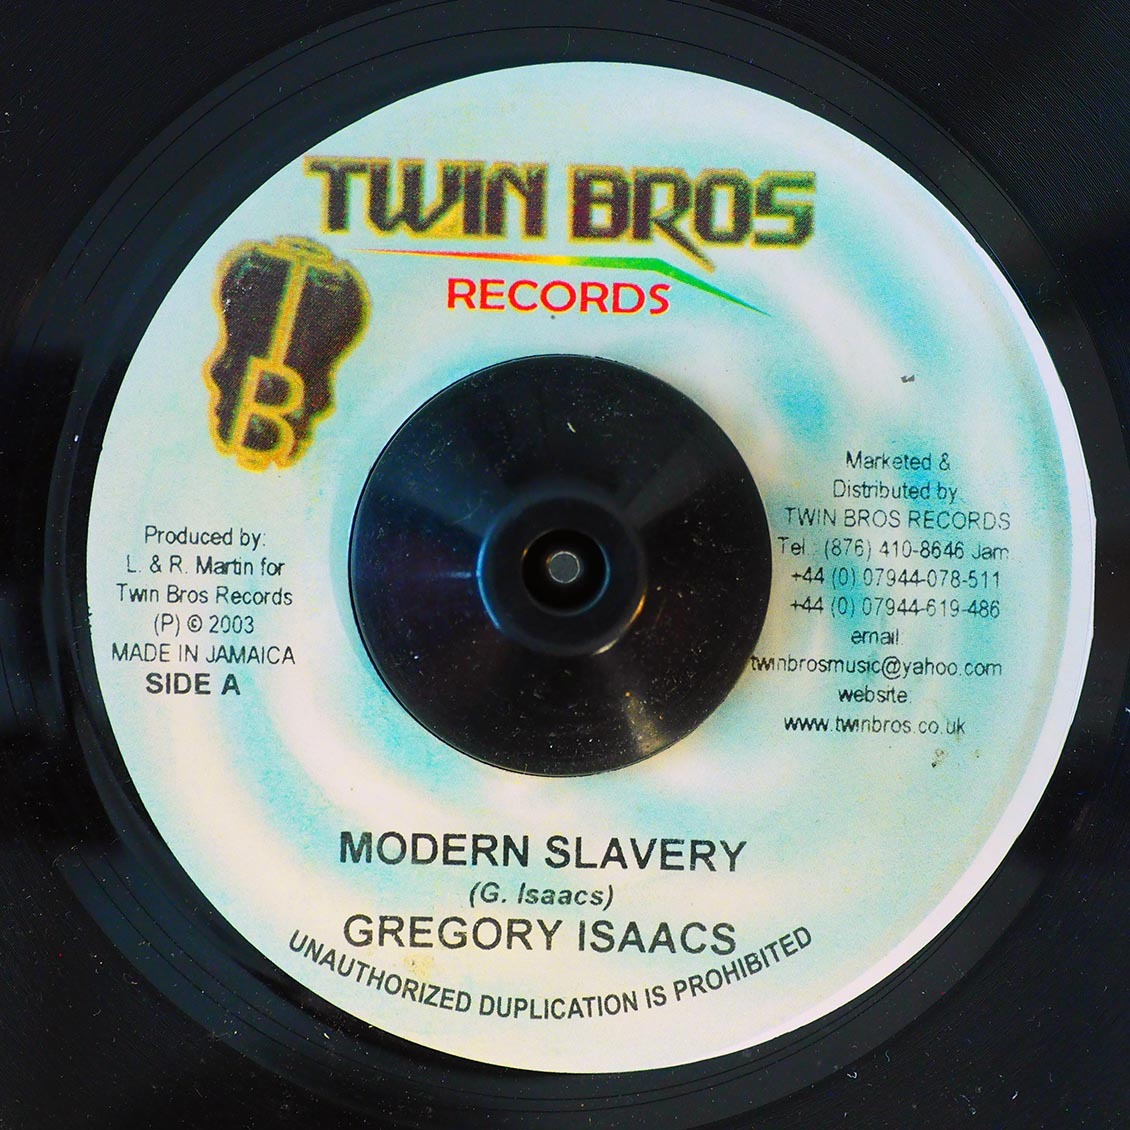 TWIN BROS
RECORDS
TB
Produced by:
L. & R. Martin for
Twin Bros Records
(P) © 2003
MADE IN JAMAICA
SIDE A
Marketed &
Distributed by
TWIN BROS RECORDS
Tel.: (876) 410-8646 Jam
+44 (0) 07944-078-511
+44 (0) 07944-619-486
email:
twinbrosmusic@yahoo.com
website:
www.twinbros.co.uk
MODERN SLAVERY
(G. Isaacs)
GREGORY ISAACS
UNAUTHORIZED DUPLICATION IS PROHIBITED